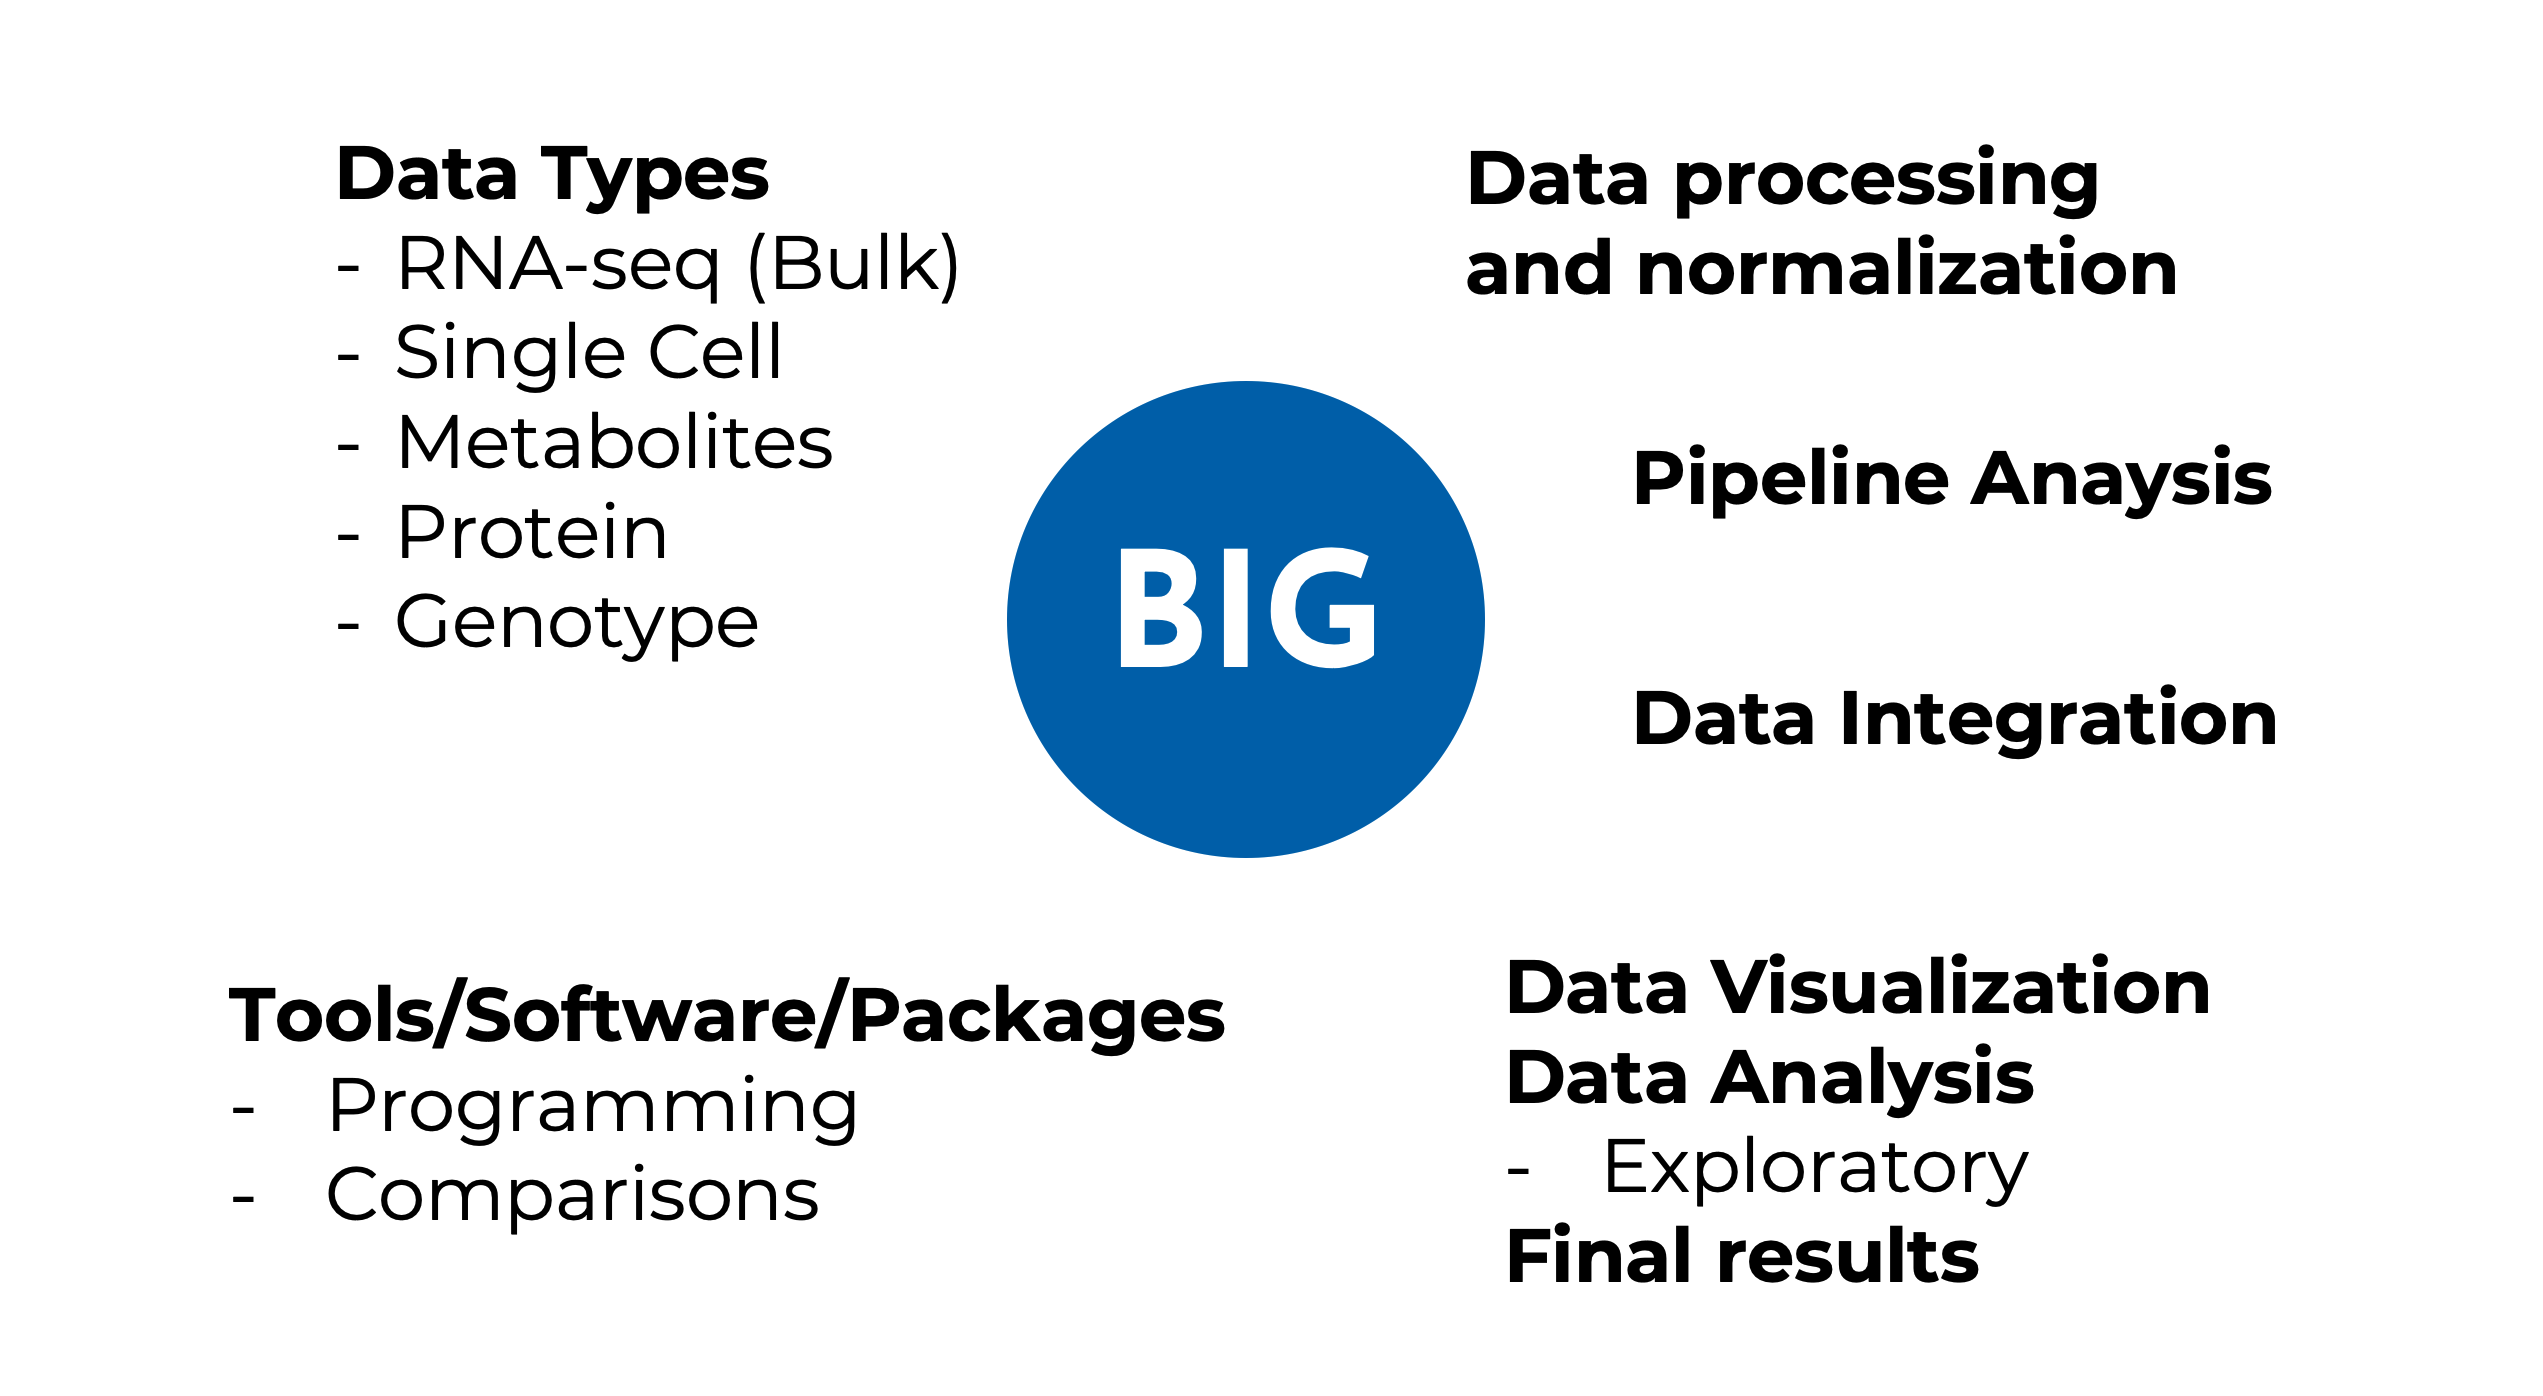 Data Types
- RNA-seq (Bulk)
- Single Cell
- Metabolites
- Protein
- Genotype
Data processing
and normalization
Pipeline Anaysis
BIG
Data Integration
Tools/Software/Packages
- Programming
- Comparisons
Data Visualization
Data Analysis
- Exploratory
Final results